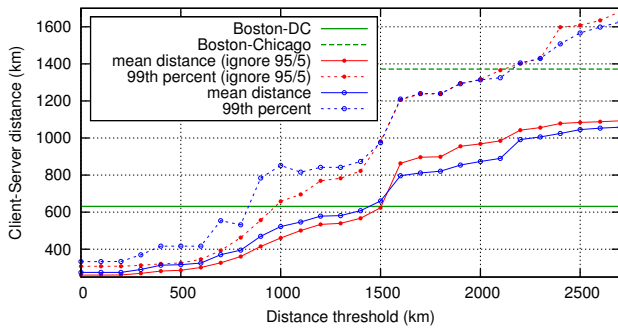 Boston-DC
Boston-Chicago
mean distance (ignore 95/5)
99th percent (ignore 95/5)
mean distance
99th percent
Client-Server distance (km)
1600
1400
1200
1000
800
600
400
0
500
1000
1500
2000
2500
Distance threshold (km)